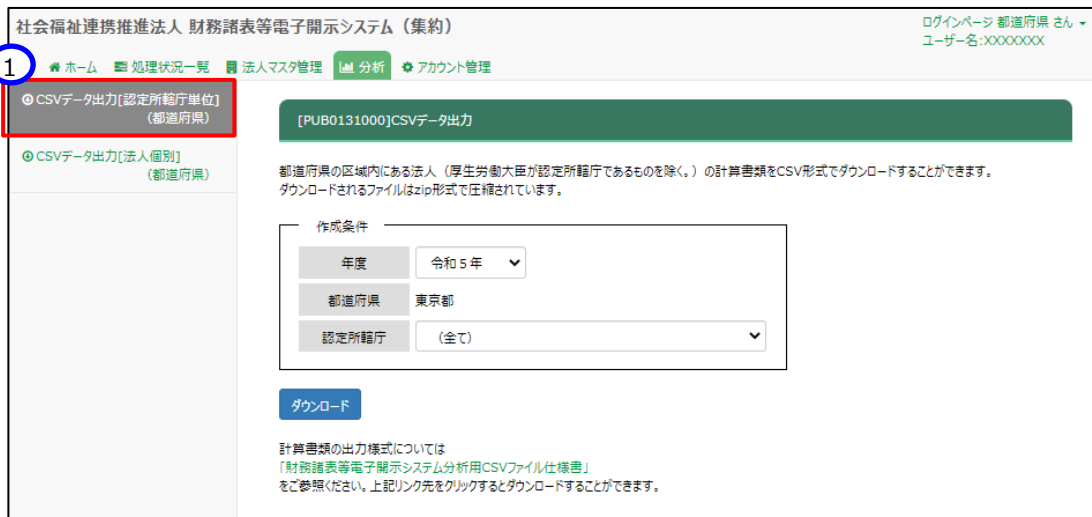 社会福祉連携推進法人 財務諸表等電子開示システム（集約）
ログインページ 都道府県 さん
ユーザー名:XXXXXXX
1
ホーム 処理状況一覧 法人マスタ管理 分析 アカウント管理
CSVデータ出力[認定所轄庁単位]
（都道府県）
CSVデータ出力[法人個別]
（都道府県）
[PUB0131000]CSVデータ出力
都道府県の区域内にある法人（厚生労働大臣が認定所轄庁であるものを除く。）の計算書類をCSV形式でダウンロードすることができます。
ダウンロードされるファイルはzip形式で圧縮されています。
作成条件
年度 令和５年
都道府県 東京都
認定所轄庁 （全て）
ダウンロード
計算書類の出力様式については
「財務諸表等電子開示システム分析用CSVファイル仕様書」
をご参照ください。上記リンク先をクリックするとダウンロードすることができます。